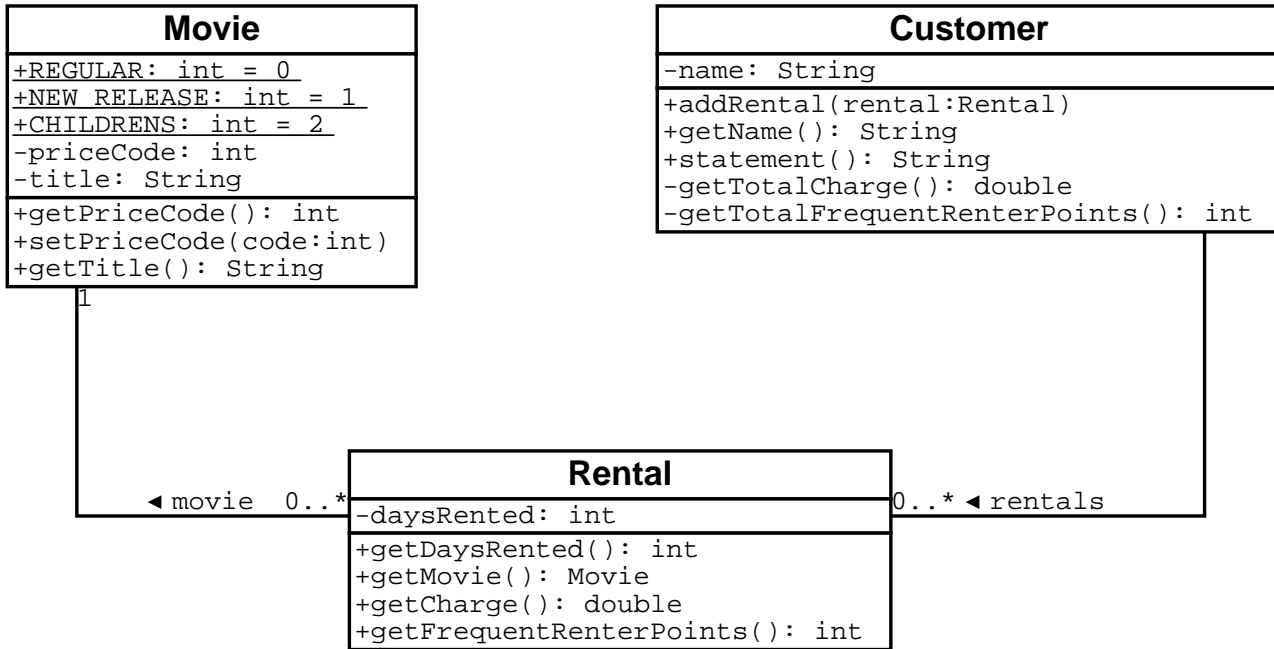 Movie
+REGULAR: int = 0
+NEW_RELEASE: int = 1
+CHILDRENS: int = 2
-priceCode: int
-title: String
+getPriceCode(): int
+setPriceCode(code:int)
+getTitle(): String
1
Customer
-name: String
+addRental(rental:Rental)
+getName(): String
+statement(): String
-getTotalCharge(): double
-getTotalFrequentRenterPoints(): int
◄ movie 0..*
Rental
-daysRented: int
+getDaysRented(): int
+getMovie(): Movie
+getCharge(): double
+getFrequentRenterPoints(): int
0..* ◄ rentals